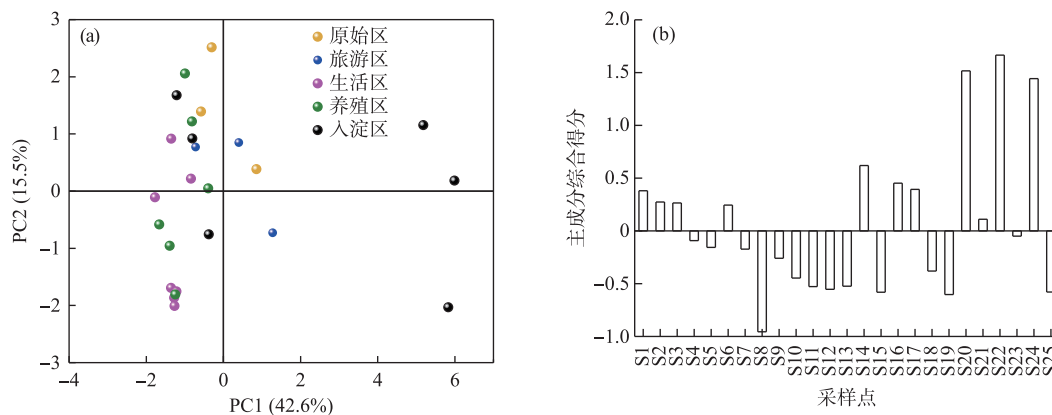 (a)
原始区
旅游区
生活区
养殖区
入淀区
3
2
1
0
−1
−2
−3
PC2 (15.5%)
−4
−2
0
2
4
6
PC1 (42.6%)
(b)
2.0
1.5
1.0
0.5
0
−0.5
−1.0
主成分综合得分
S1
S2
S3
S4
S5
S6
S7
S8
S9
S10
S11
S12
S13
S14
S15
S16
S17
S18
S19
S20
S21
S22
S23
S24
S25
采样点